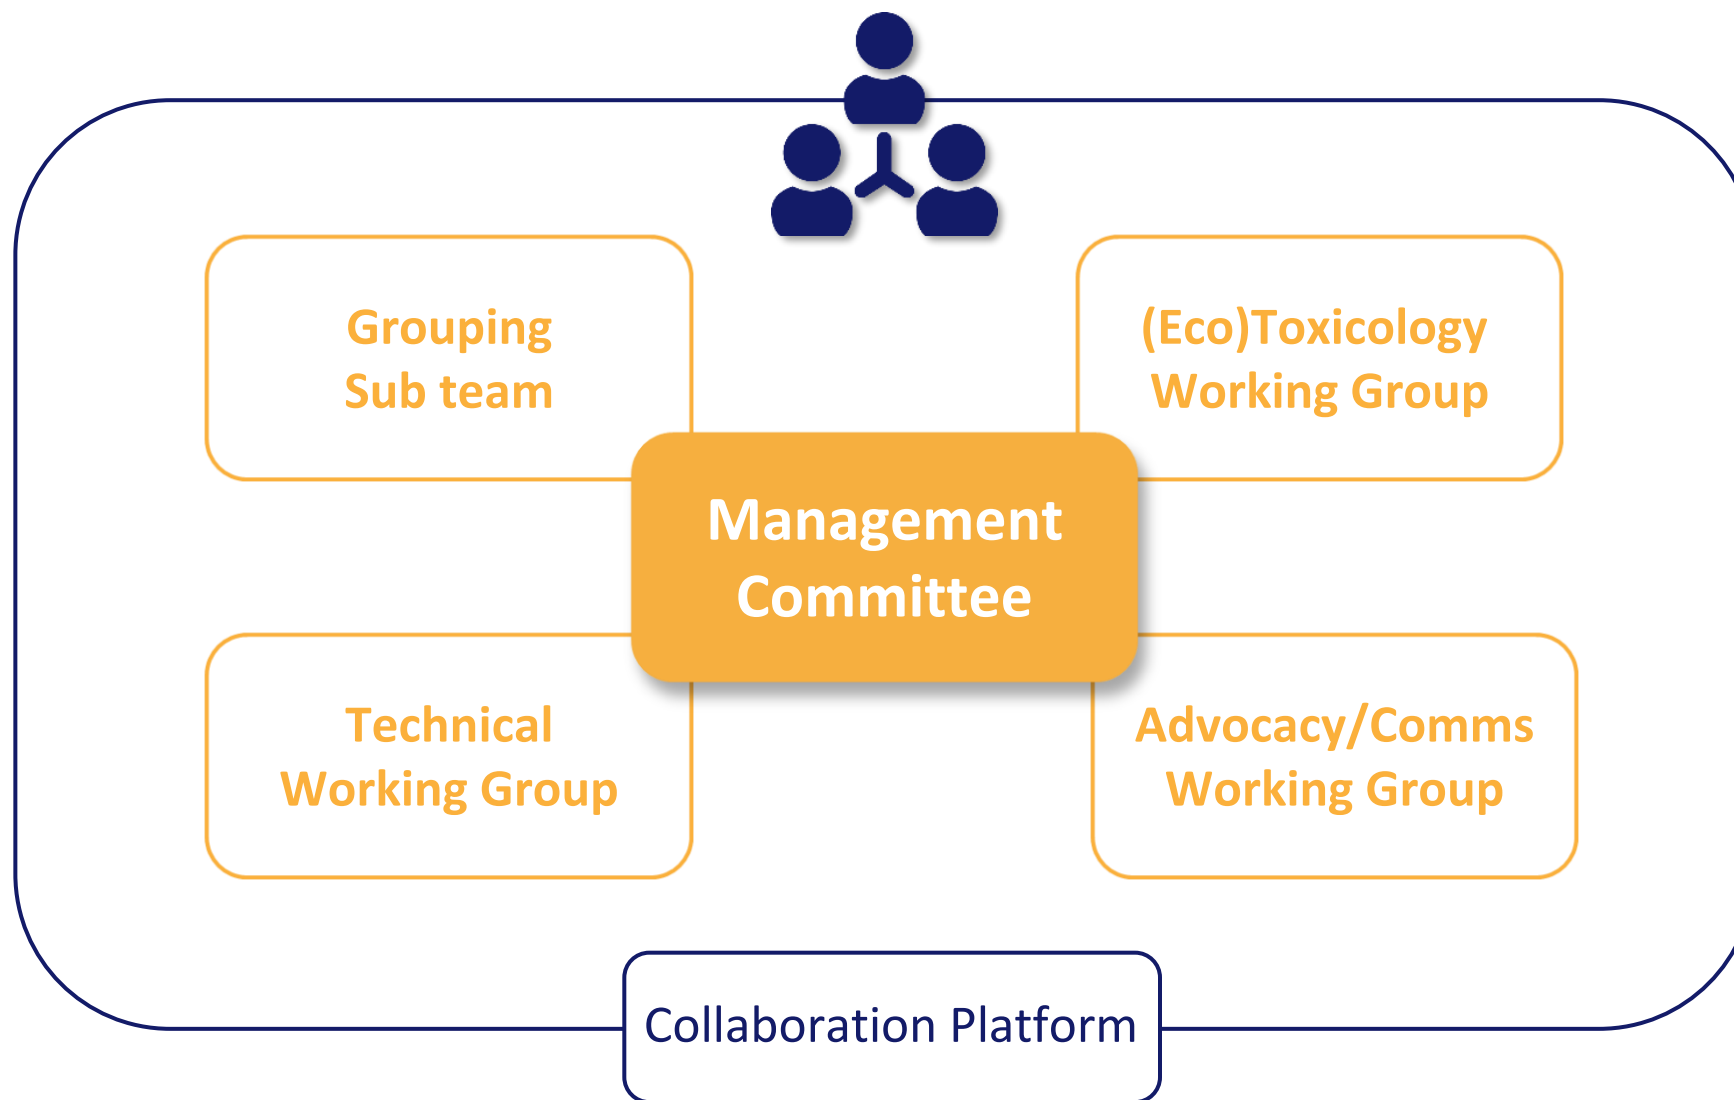 Grouping
Sub team
(Eco)Toxicology
Working Group
Management
Committee
Technical
Working Group
Advocacy/Comms
Working Group
Collaboration Platform